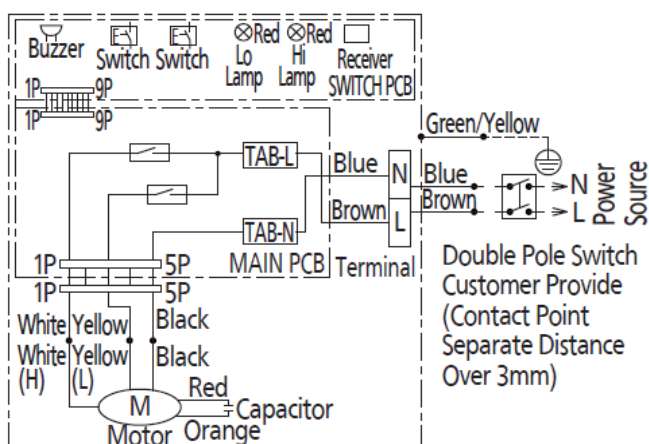 Buzzer
Switch Switch
Red Lo Lamp
Red Hi Lamp
Receiver
SWITCH PCB
1P 9P
1P 9P
Green/Yellow
TAB-L
Blue N Blue N
Brown L Brown L
Power Source
TAB-N
MAIN PCB Terminal
1P 5P
1P 5P
White Yellow Black
White (H) Yellow (L) Black
Double Pole Switch
Customer Provide
(Contact Point
Separate Distance
Over 3mm)
Red
M
Capacitor
Motor Orange